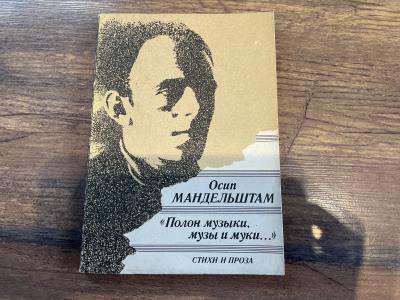 Осип
МАНДЕЛЬШТАМ
«Полон музыки,
музы и муки...»
СТИХИ И ПРОЗА